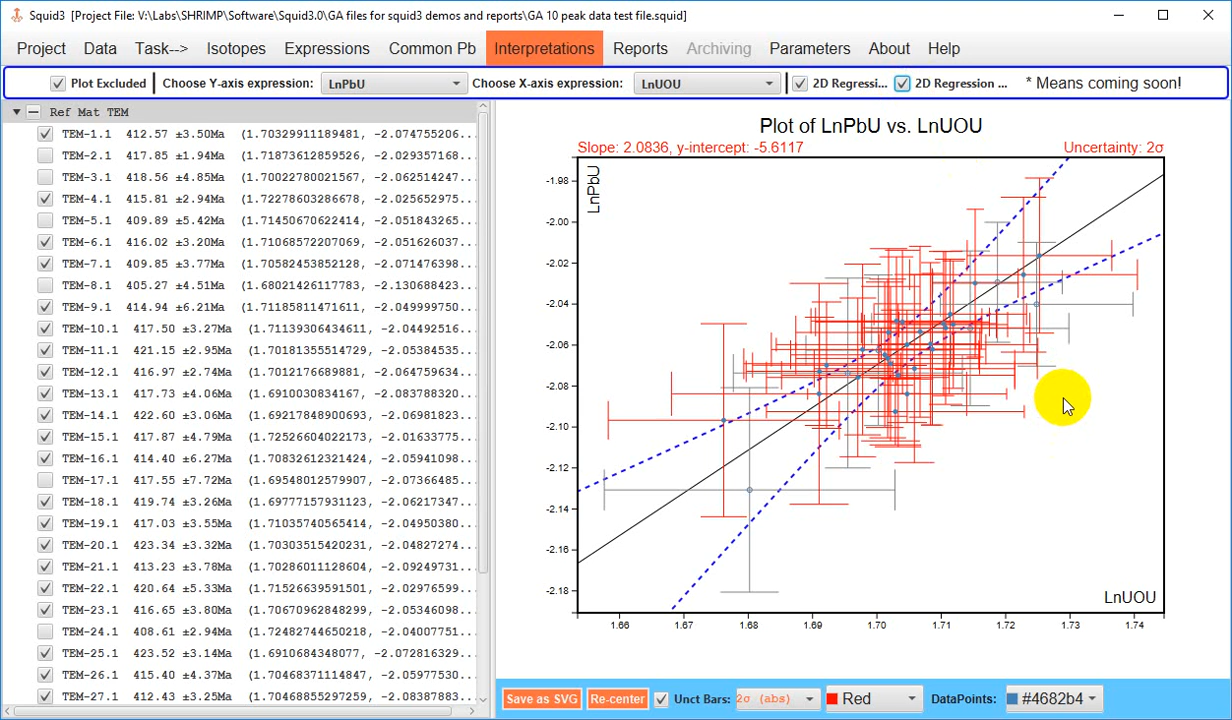 Squid3 [Project File: V:\Labs\SHRIMP\Software\Squid3.0\GA files for squid3 demos and reports\GA 10 peak data test file.squid]
Project Data Task--> Isotopes Expressions Common Pb Interpretations Reports Archiving Parameters About Help
Plot Excluded Choose Y-axis expression: LnPbU Choose X-axis expression: LnUOU 2D Regressi... 2D Regression ... * Means coming soon!
Ref Mat TEM
TEM-1.1 412.57 ±3.50Ma (1.70329911189481, -2.074755206...
TEM-2.1 417.85 ±1.94Ma (1.71873612859526, -2.029357168...
TEM-3.1 418.56 ±4.85Ma (1.70022780021567, -2.062514247...
TEM-4.1 415.81 ±2.94Ma (1.72278603286678, -2.025652975...
TEM-5.1 409.89 ±5.42Ma (1.71450670622414, -2.051843265...
TEM-6.1 416.02 ±3.20Ma (1.71068572207069, -2.051626037...
TEM-7.1 409.85 ±3.77Ma (1.70582453852128, -2.071476398...
TEM-8.1 405.27 ±4.51Ma (1.68021426117783, -2.130688423...
TEM-9.1 414.94 ±6.21Ma (1.7118581147161, -2.049999750...
TEM-10.1 417.50 ±3.27Ma (1.71139306434611, -2.04492516...
TEM-11.1 421.15 ±2.95Ma (1.70181355514729, -2.05384535...
TEM-12.1 416.97 ±2.74Ma (1.7012176689881, -2.064759634...
TEM-13.1 417.73 ±4.06Ma (1.6910030834167, -2.083788320...
TEM-14.1 422.60 ±3.06Ma (1.69217848900693, -2.06981823...
TEM-15.1 417.87 ±4.79Ma (1.72526604022173, -2.01633775...
TEM-16.1 414.40 ±6.24Ma (1.70832612321424, -2.05941098...
TEM-17.1 417.55 ±7.72Ma (1.69548012579907, -2.07366485...
TEM-18.1 419.74 ±3.26Ma (1.69777157931123, -2.06217347...
TEM-19.1 417.03 ±3.55Ma (1.71035740565414, -2.04950380...
TEM-20.1 423.34 ±3.32Ma (1.70303515420231, -2.04827274...
TEM-21.1 413.23 ±3.78Ma (1.70286011128604, -2.09249731...
TEM-22.1 420.64 ±5.33Ma (1.71526639591501, -2.02976599...
TEM-23.1 416.65 ±3.80Ma (1.70670962848299, -2.05346098...
TEM-24.1 408.61 ±2.94Ma (1.72482744650218, -2.04007751...
TEM-25.1 423.52 ±3.14Ma (1.6910684348077, -2.072816329...
TEM-26.1 415.40 ±4.37Ma (1.70468371114847, -2.05977530...
TEM-27.1 412.43 ±3.25Ma (1.70468855297259, -2.08387883...
Plot of LnPbU vs. LnUOU
Slope: 2.0836, y-intercept: -5.6117 Uncertainty: 2σ
LnPbU
-1.98
-2.00
-2.02
-2.04
-2.06
-2.08
-2.10
-2.12
-2.14
-2.16
-2.18
LnUOU
1.66 1.67 1.68 1.69 1.70 1.71 1.72 1.73 1.74
Save as SVG Re-center Unct Bars: 2σ (abs) Red DataPoints: #4682b4